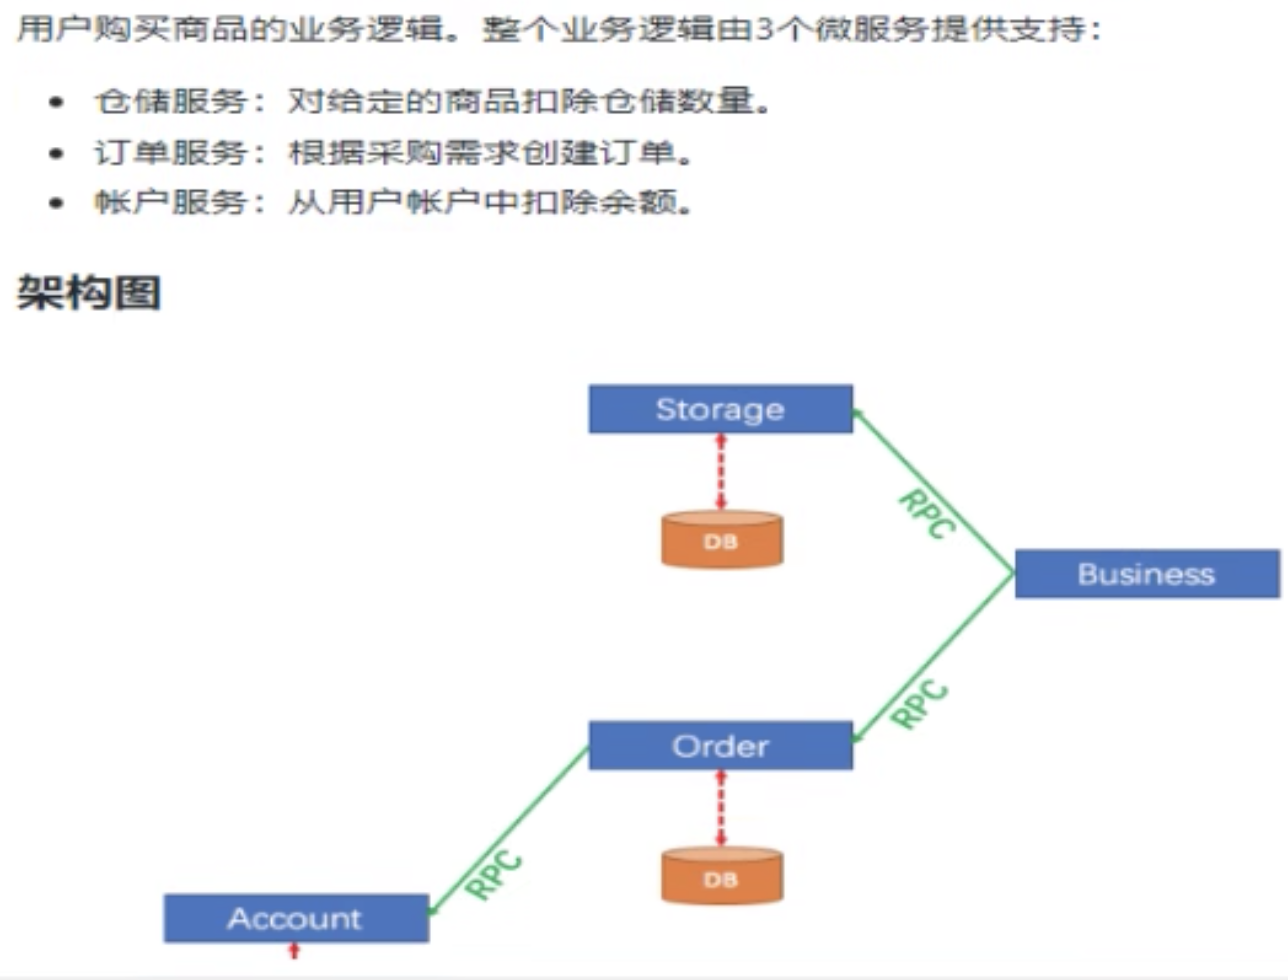 用户购买商品的业务逻辑。整个业务逻辑由3个微服务提供支持：
仓储服务：对给定的商品扣除仓储数量。
订单服务：根据采购需求创建订单。
帐户服务：从用户帐户中扣除余额。
架构图
Storage
RPC
DB
Business
RPC
Order
RPC
DB
Account